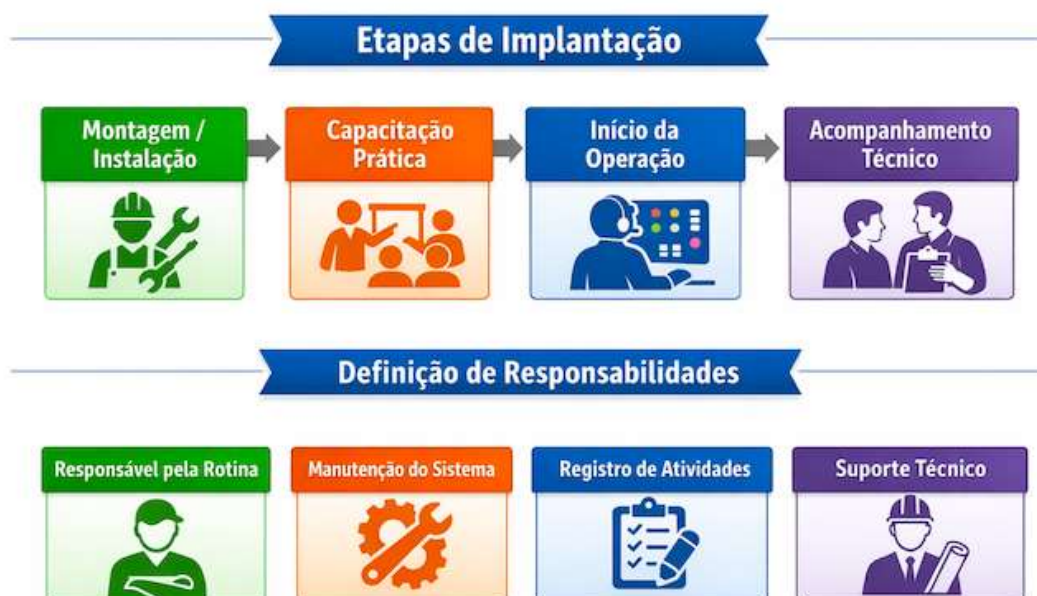 Etapas de Implantação
Montagem /
Instalação
Capacitação
Prática
Início da
Operação
Acompanhamento
Técnico
Definição de Responsabilidades
Responsável pela Rotina
Manutenção do Sistema
Registro de Atividades
Suporte Técnico